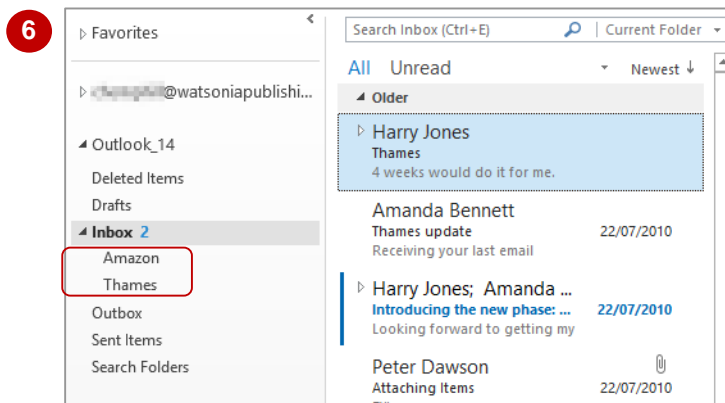 6
Favorites
@watsoniapublishi...
Outlook_14
Deleted Items
Drafts
Inbox 2
Amazon
Thames
Outbox
Sent Items
Search Folders
Search Inbox (Ctrl+E)
Current Folder
All Unread
Newest ↓
Older
Harry Jones
Thames
4 weeks would do it for me.
Amanda Bennett
Thames update 22/07/2010
Receiving your last email
Harry Jones; Amanda ...
Introducing the new phase: ... 22/07/2010
Looking forward to getting my
Peter Dawson
Attaching Items 22/07/2010